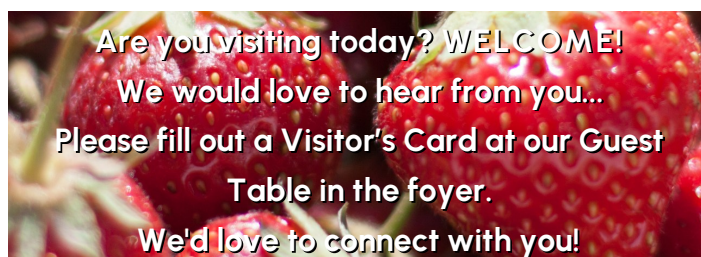 Are you visiting today? WELCOME!
We would love to hear from you...
Please fill out a Visitor's Card at our Guest
Table in the foyer.
We'd love to connect with you!